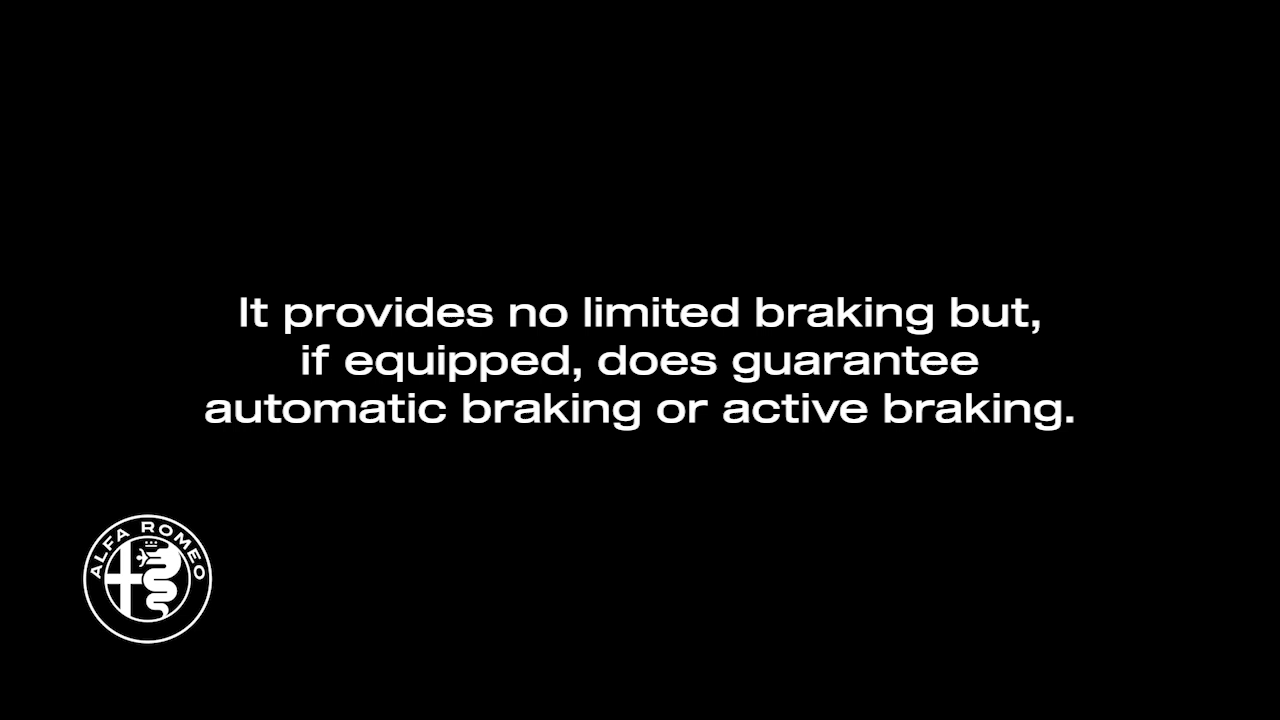 It provides no limited braking but,
if equipped, does guarantee
automatic braking or active braking.
ALFA ROMEO